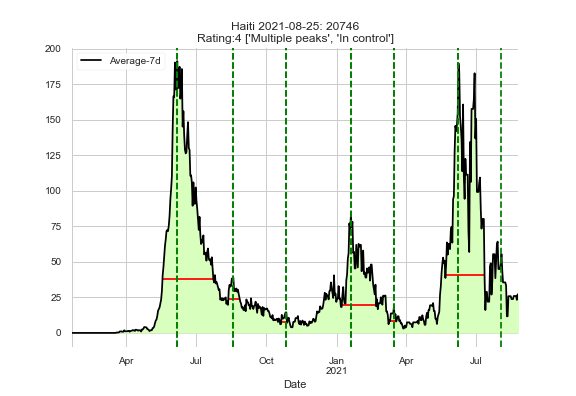 Haiti 2021-08-25: 20746
Rating:4 ['Multiple peaks', 'In control']
Average-7d
200
175
150
125
100
75
50
25
0
Apr Jul Oct Jan Apr Jul
2021
Date